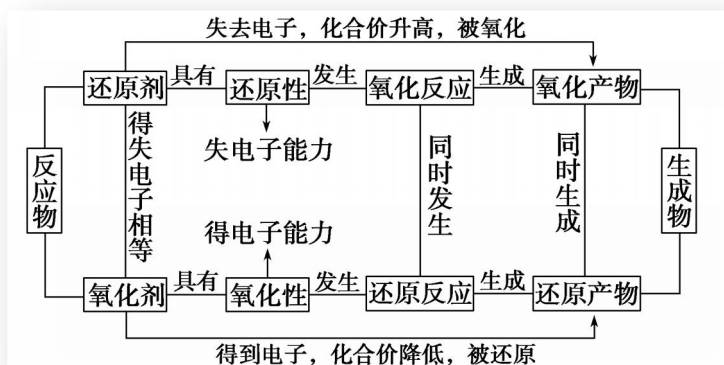 失去电子，化合价升高，被氧化
还原剂 具有 还原性 发生 氧化反应 生成 氧化产物
失电子能力
反应物
得失电子相等
同时发生
同时生成
生成物
得电子能力
氧化剂 具有 氧化性 发生 还原反应 生成 还原产物
得到电子，化合价降低，被还原